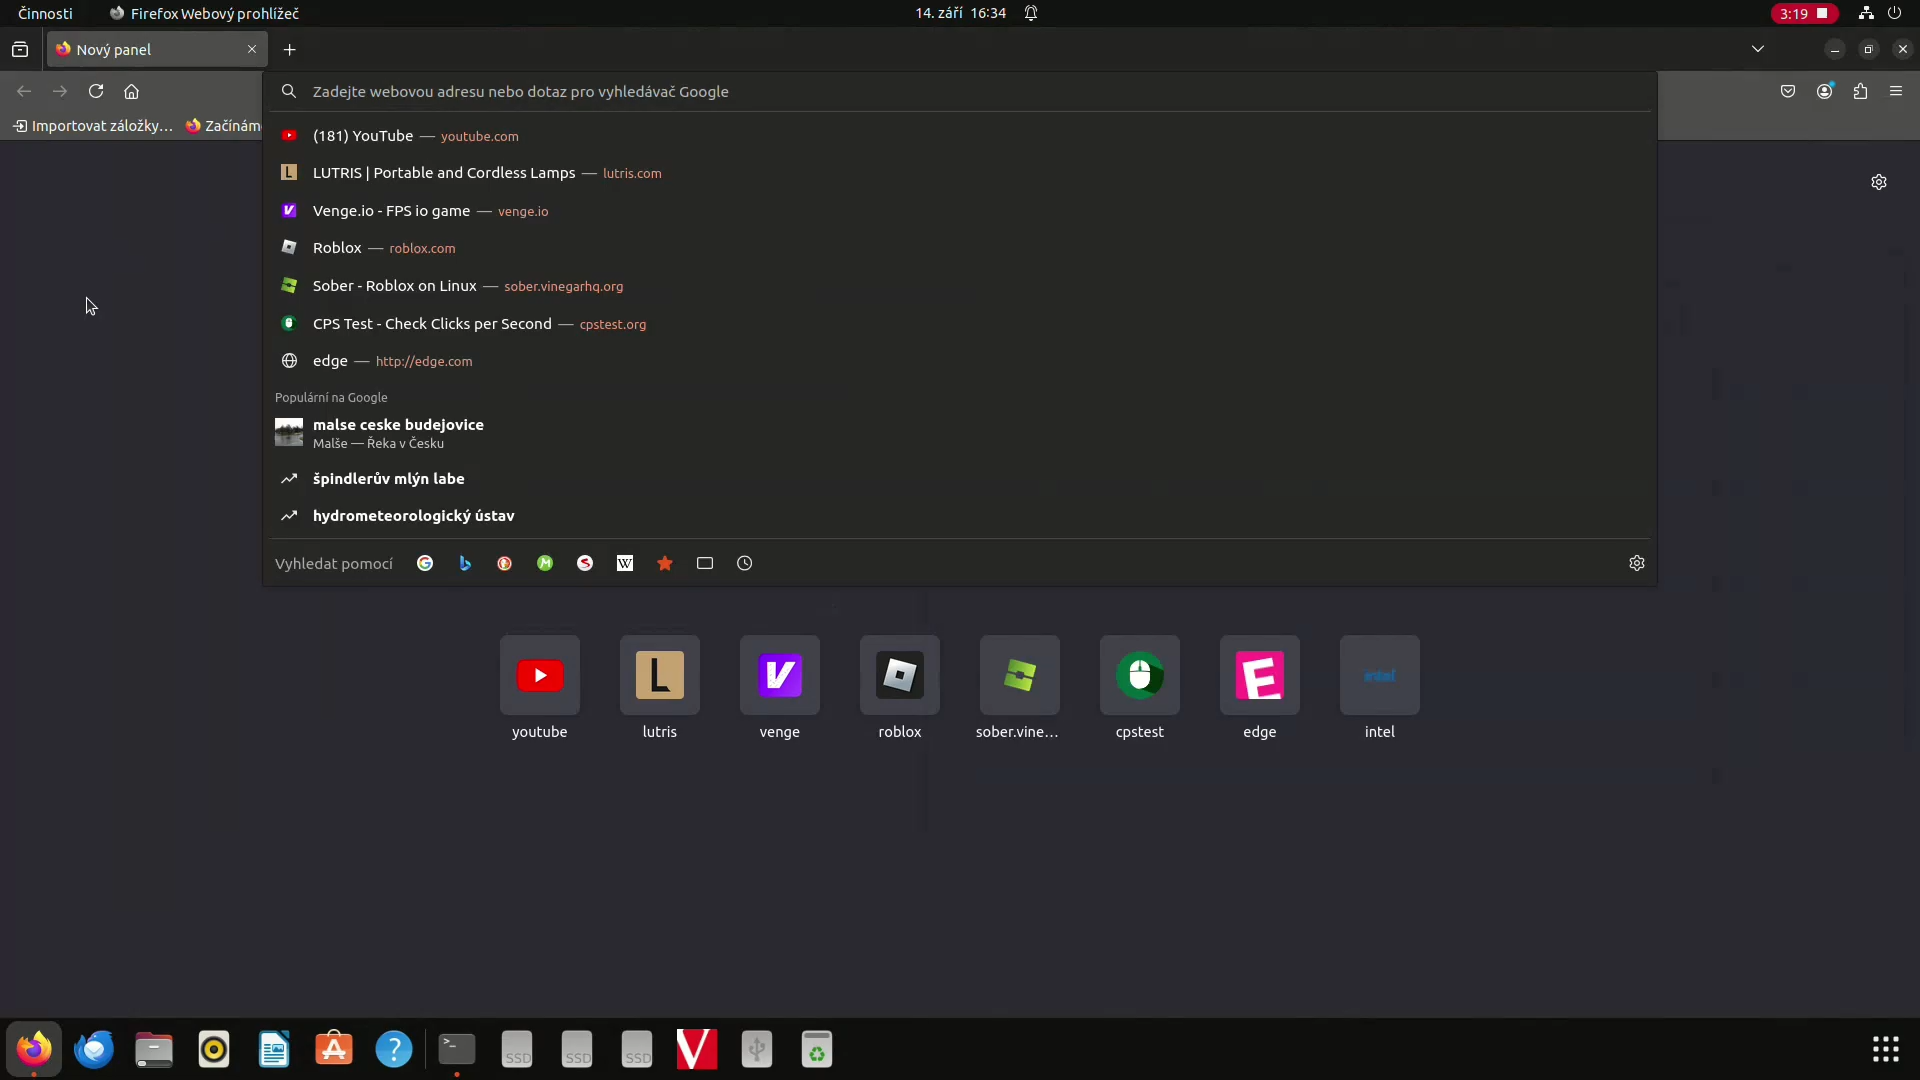 Činnosti
Firefox Webový prohlížeč
14. září 16:34
3:19
Nový panel
Zadejte webovou adresu nebo dotaz pro vyhledávač Google
Importovat záložky…
Začínám
(181) YouTube — youtube.com
LUTRIS | Portable and Cordless Lamps — lutris.com
Venge.io - FPS io game — venge.io
Roblox — roblox.com
Sober - Roblox on Linux — sober.vinegarhq.org
CPS Test - Check Clicks per Second — cpstest.org
edge — http://edge.com
Populární na Google
malse ceske budejovice
Malše — Řeka v Česku
špindlerův mlýn labe
hydrometeorologický ústav
Vyhledat pomocí
W
L
V
E
intel
youtube
lutris
venge
roblox
sober.vine…
cpstest
edge
intel
SSD
SSD
SSD